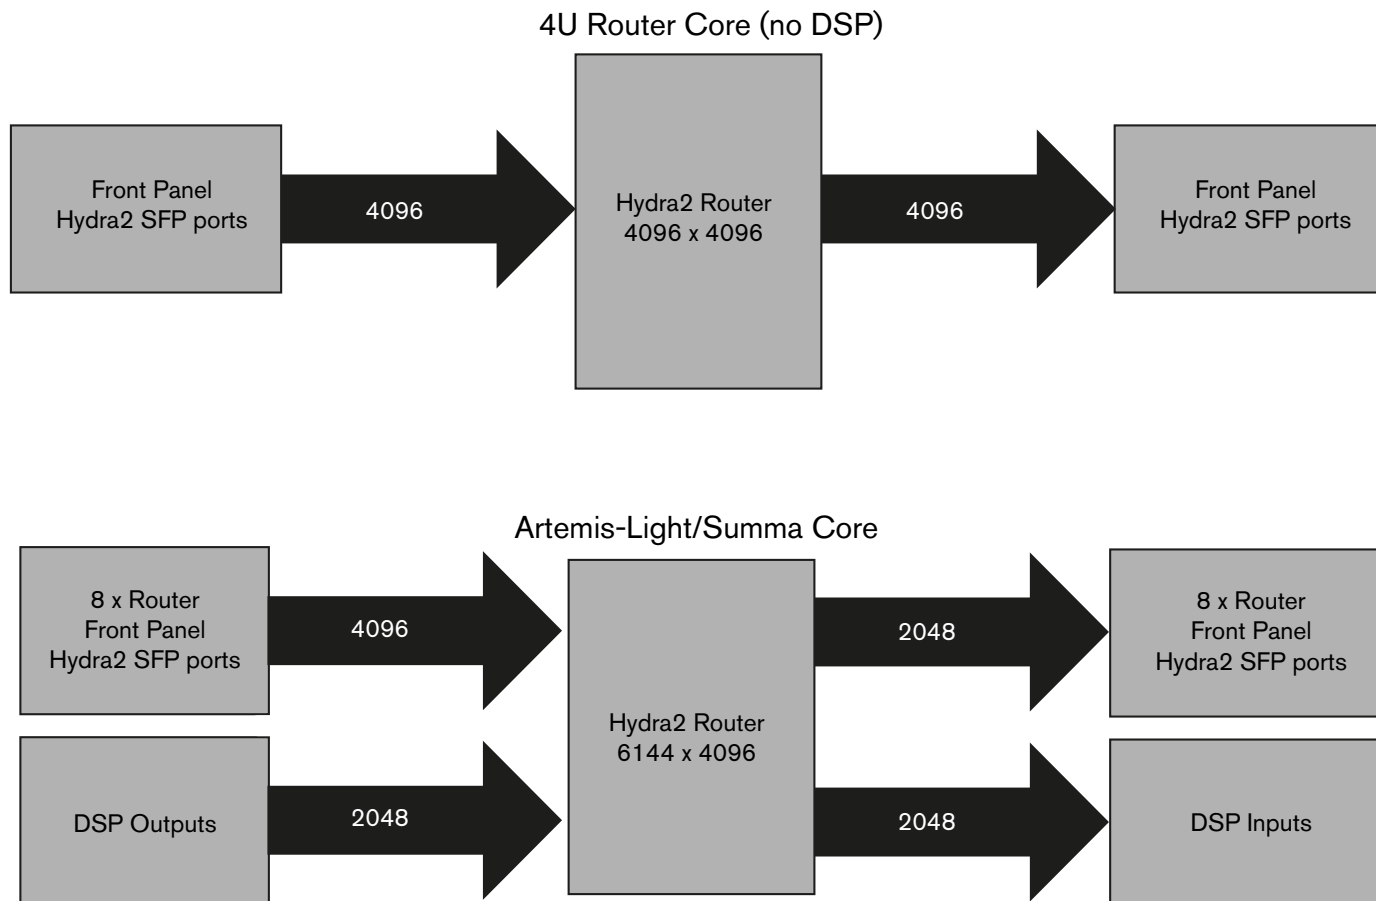 4U Router Core (no DSP)
Front Panel
Hydra2 SFP ports
4096
Hydra2 Router
4096 x 4096
4096
Front Panel
Hydra2 SFP ports
Artemis-Light/Summa Core
8 x Router
Front Panel
Hydra2 SFP ports
4096
Hydra2 Router
6144 x 4096
2048
8 x Router
Front Panel
Hydra2 SFP ports
DSP Outputs
2048
2048
DSP Inputs